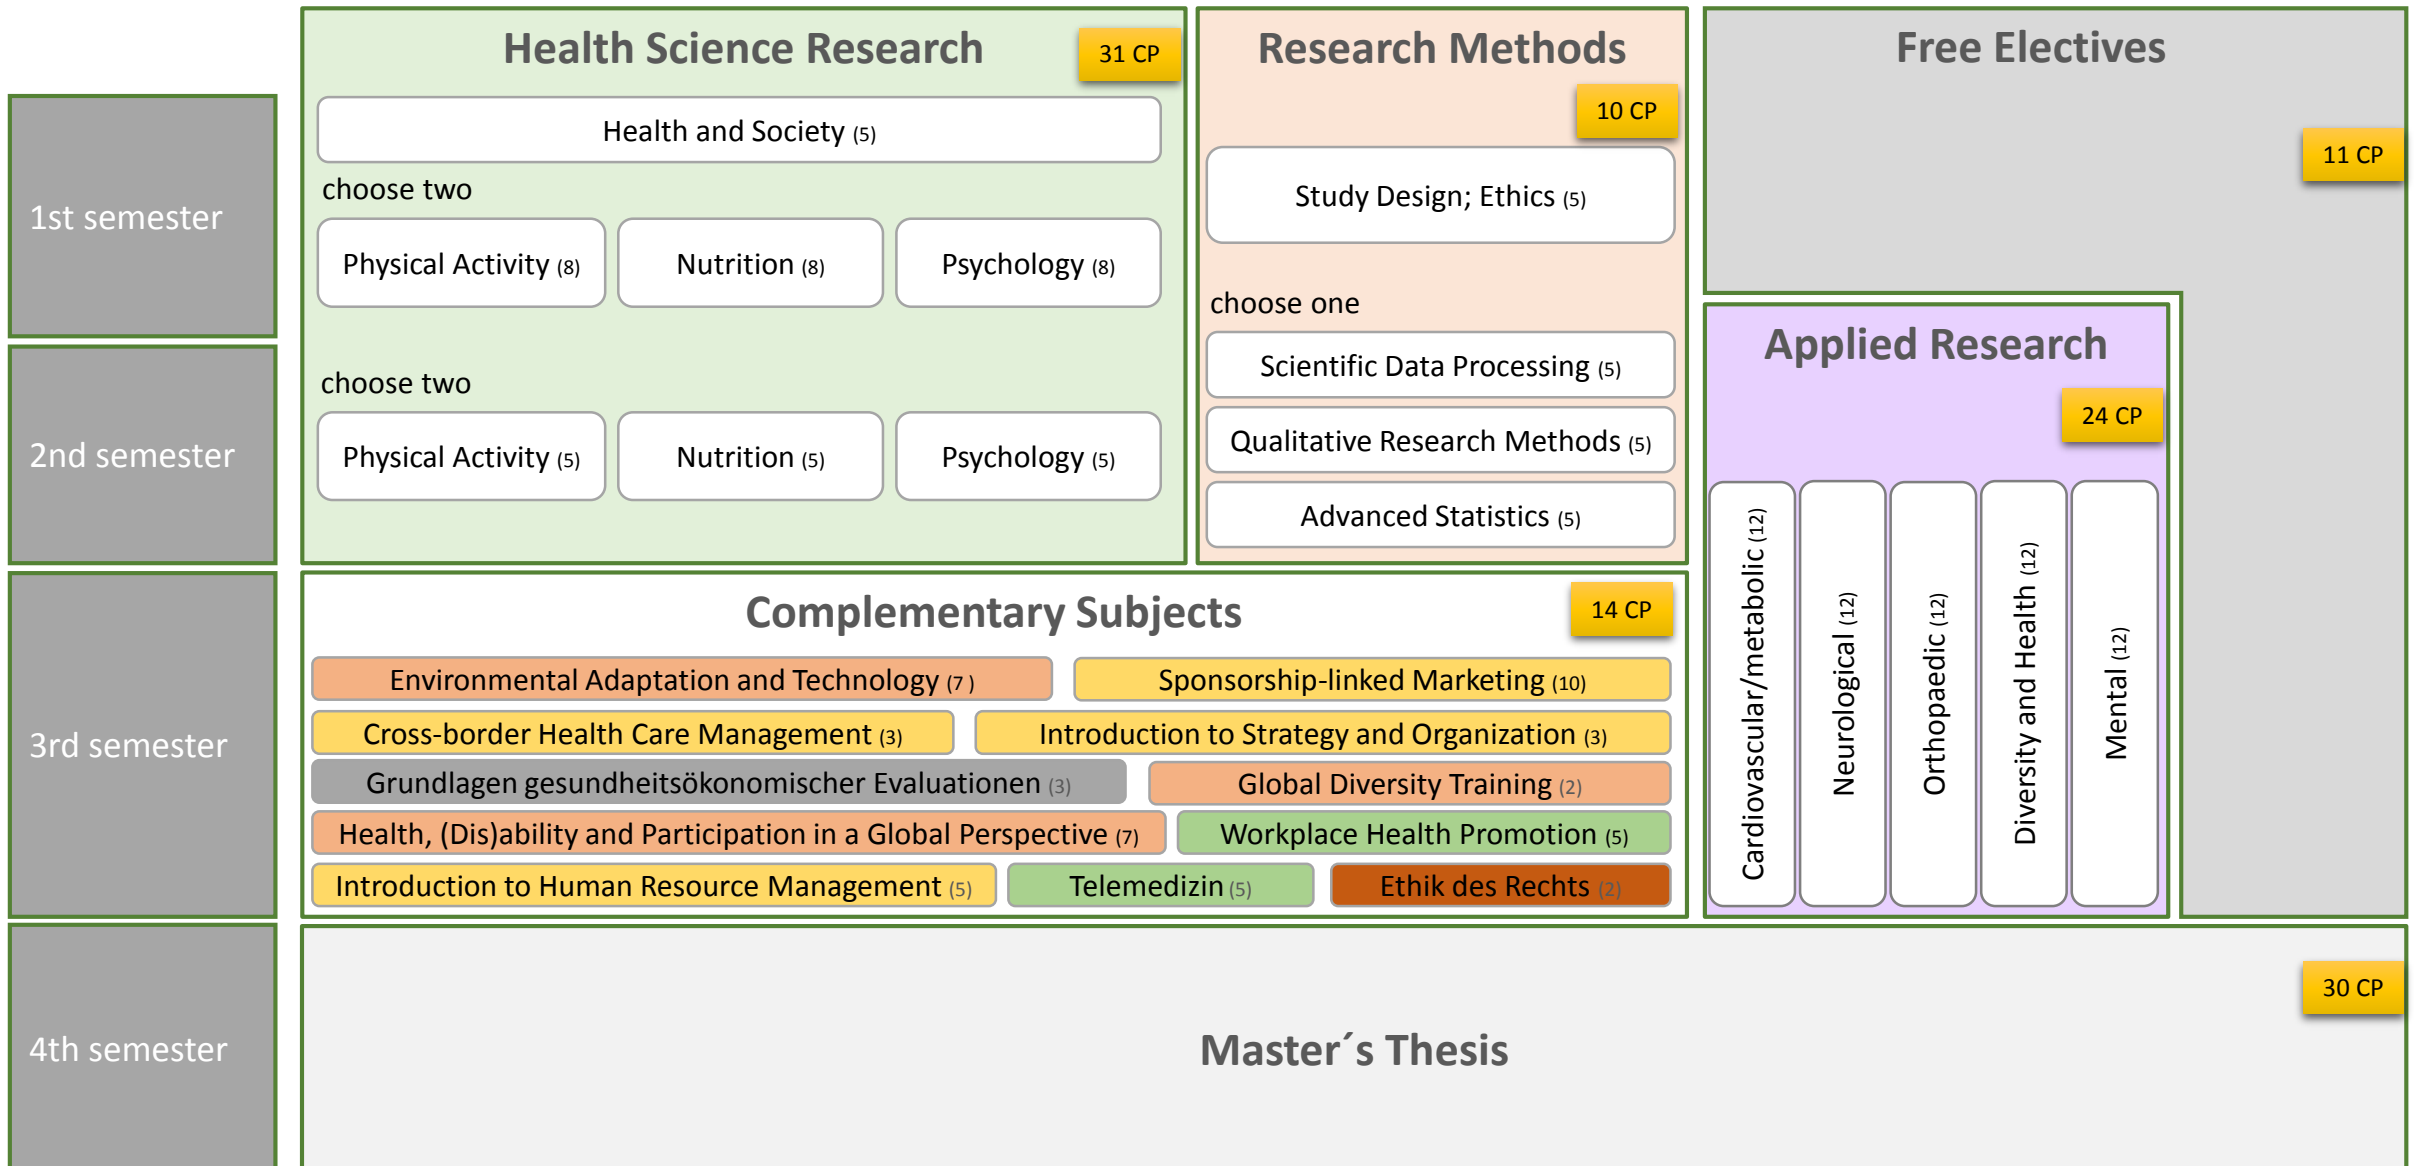 Health Science Research
31 CP
Health and Society (5)
choose two
Physical Activity (8)
Nutrition (8)
Psychology (8)
choose two
Physical Activity (5)
Nutrition (5)
Psychology (5)
Research Methods
10 CP
Study Design; Ethics (5)
choose one
Scientific Data Processing (5)
Qualitative Research Methods (5)
Advanced Statistics (5)
Free Electives
11 CP
Applied Research
24 CP
Cardiovascular/metabolic (12)
Neurological (12)
Orthopaedic (12)
Diversity and Health (12)
Mental (12)
1st semester
2nd semester
3rd semester
4th semester
Complementary Subjects
14 CP
Environmental Adaptation and Technology (7 )
Sponsorship-linked Marketing (10)
Cross-border Health Care Management (3)
Introduction to Strategy and Organization (3)
Grundlagen gesundheitsökonomischer Evaluationen (3)
Global Diversity Training (2)
Health, (Dis)ability and Participation in a Global Perspective (7)
Workplace Health Promotion (5)
Introduction to Human Resource Management (5)
Telemedizin (5)
Ethik des Rechts (2)
30 CP
Master´s Thesis